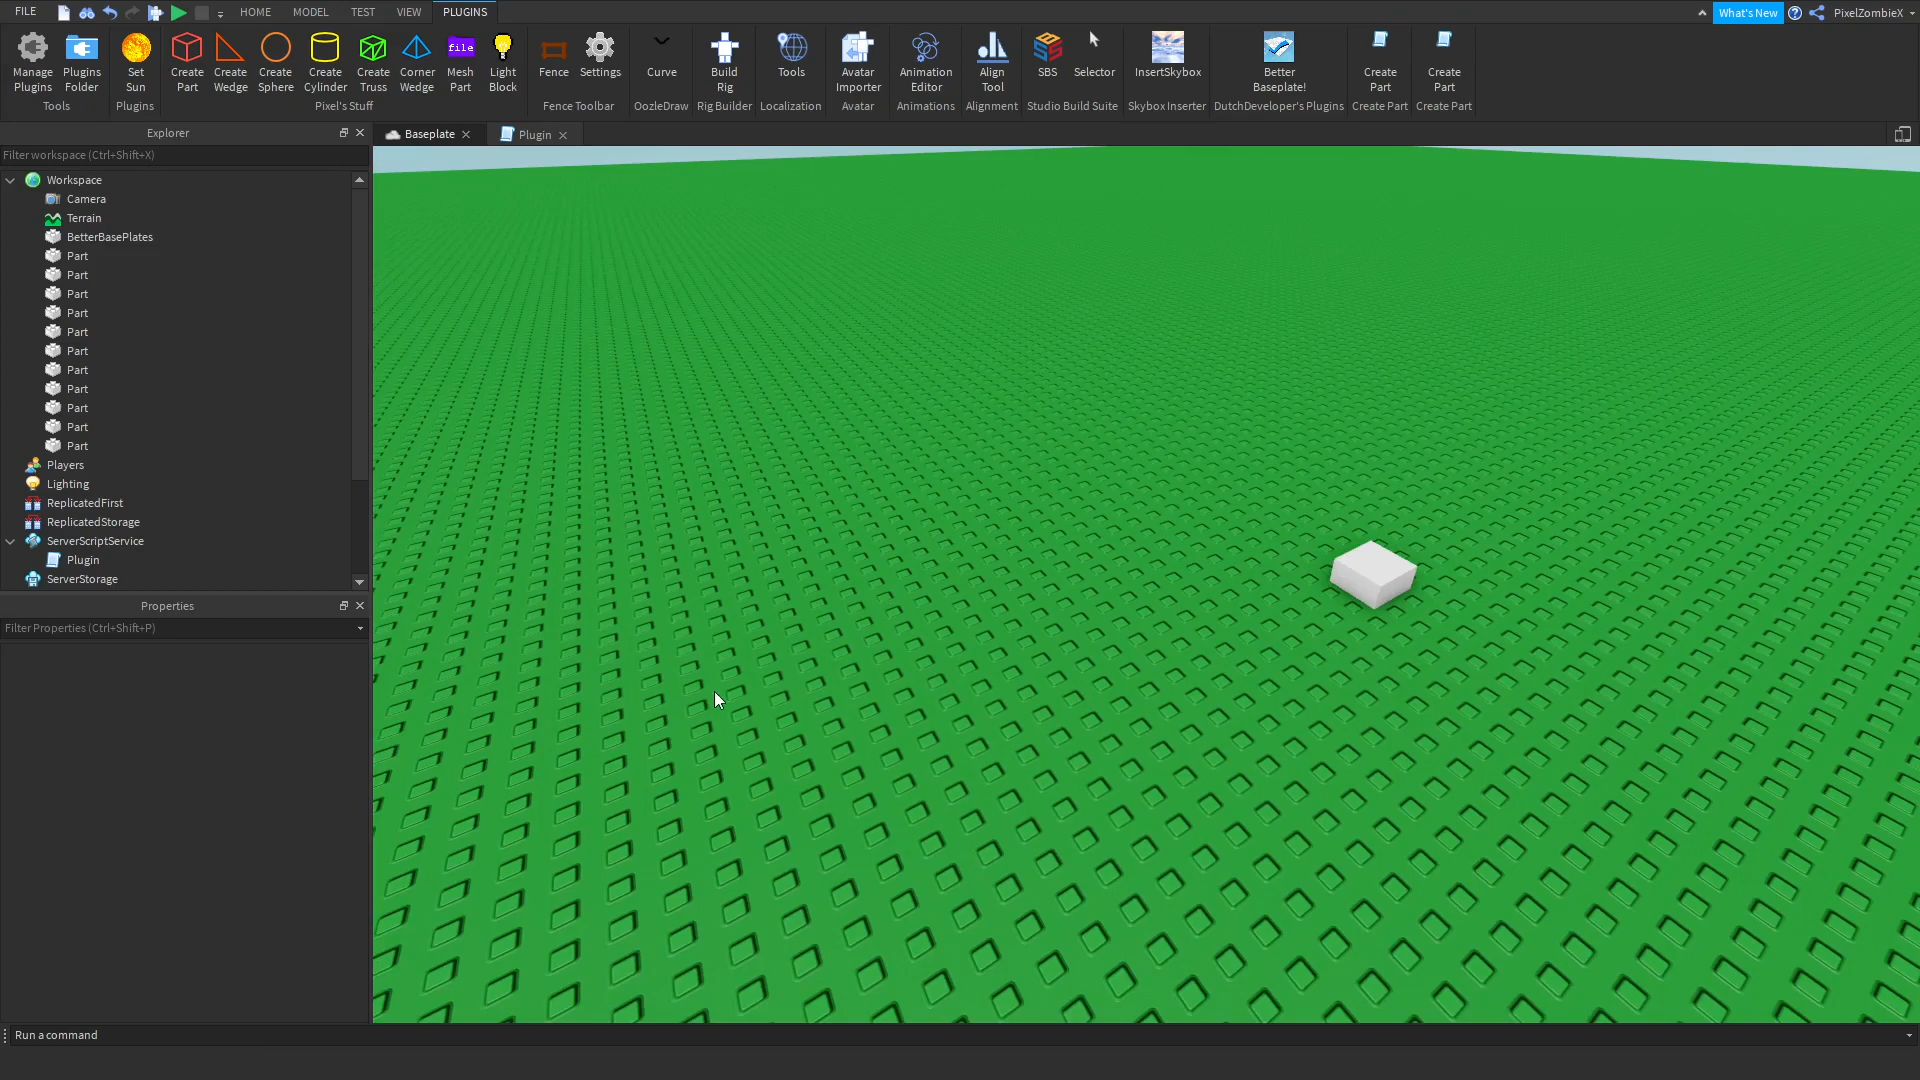 FILE HOME MODEL TEST VIEW PLUGINS What's New PixelZombieX
Manage Plugins
Plugins Folder
Tools
Set Sun
Plugins
Create Part
Create Wedge
Create Sphere
Create Cylinder
Create Truss
Corner Wedge
file
Mesh Part
Light Block
Pixel's Stuff
Fence
Settings
Fence Toolbar
Curve
OozleDraw
Build Rig
Rig Builder
Tools
Localization
Avatar Importer
Avatar
Animation Editor
Animations
Align Tool
Alignment
SBS
Selector
Studio Build Suite
InsertSkybox
Skybox Inserter
Better Baseplate!
DutchDeveloper's Plugins
Create Part
Create Part
Create Part
Create Part
Explorer
Baseplate
Plugin
Filter workspace (Ctrl+Shift+X)
Workspace
Camera
Terrain
BetterBasePlates
Part
Part
Part
Part
Part
Part
Part
Part
Part
Part
Part
Players
Lighting
ReplicatedFirst
ReplicatedStorage
ServerScriptService
Plugin
ServerStorage
Properties
Filter Properties (Ctrl+Shift+P)
Run a command